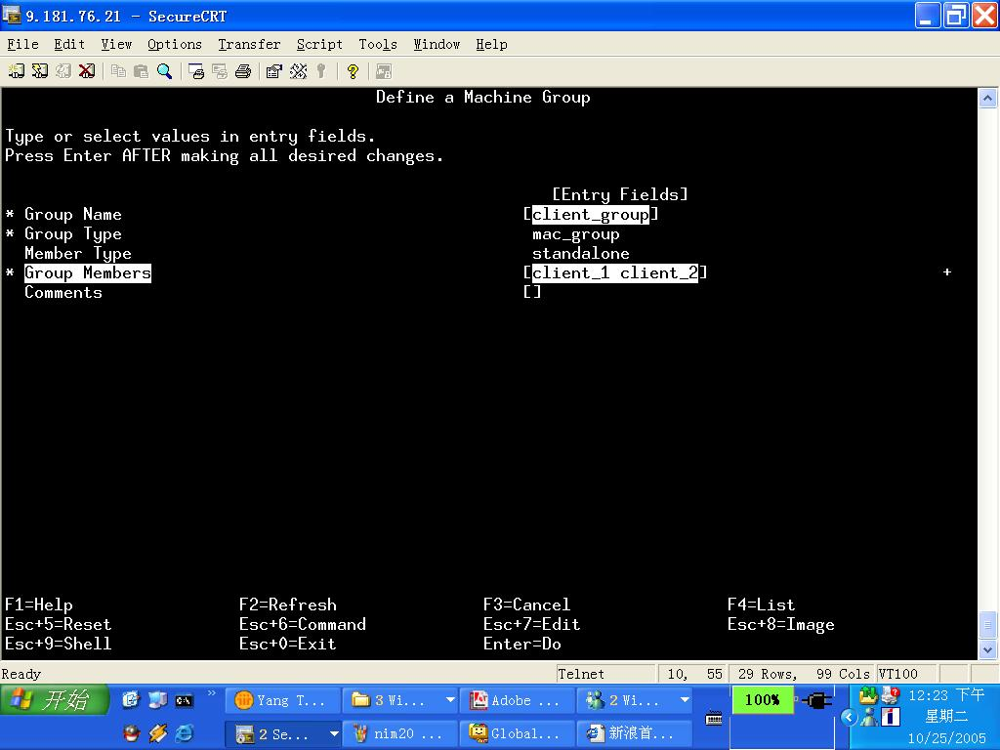 9.181.76.21 - SecureCRT
File Edit View Options Transfer Script Tools Window Help
Define a Machine Group
Type or select values in entry fields.
Press Enter AFTER making all desired changes.
[Entry Fields]
* Group Name [client_group]
* Group Type mac_group
Member Type standalone
* Group Members [client_1 client_2] +
Comments []
F1=Help F2=Refresh F3=Cancel F4=List
Esc+5=Reset Esc+6=Command Esc+7=Edit Esc+8=Image
Esc+9=Shell Esc+0=Exit Enter=Do
Ready Telnet 10, 55 29 Rows, 99 Cols VT100
开始 Yang T... 3 Wi... Adobe ... 2 Wi... 100% 12:23 下午
星期二
2 Se... nim20 ... Global... 新浪首... 10/25/2005